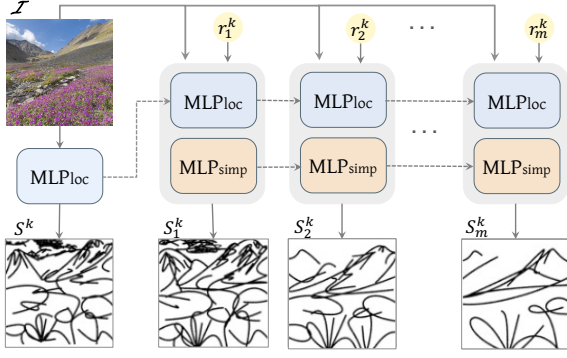 𝓘
r₁ᵏ r₂ᵏ · · · rₘᵏ
MLPloc MLPloc MLPloc
· · ·
MLPloc MLPsimp MLPsimp MLPsimp
Sᵏ S₁ᵏ S₂ᵏ Sₘᵏ